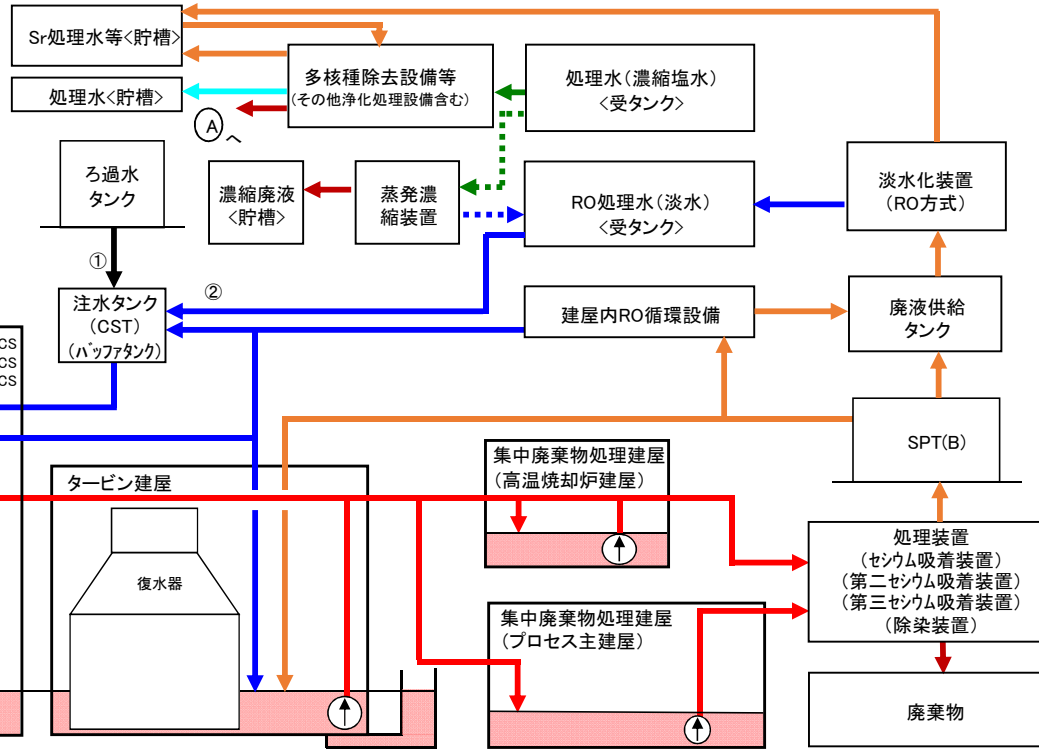 Sr処理水等<貯槽>
処理水<貯槽>
多核種除去設備等
(その他浄化処理設備含む)
処理水(濃縮塩水)
<受タンク>
A へ
ろ過水
タンク
濃縮廃液
<貯槽>
蒸発濃
縮装置
RO処理水(淡水)
<受タンク>
淡水化装置
(RO方式)
①
②
注水タンク
(CST)
(バッファタンク)
建屋内RO循環設備
廃液供給
タンク
CS
CS
CS
SPT(B)
タービン建屋
復水器
集中廃棄物処理建屋
(高温焼却炉建屋)
処理装置
(セシウム吸着装置)
(第二セシウム吸着装置)
(第三セシウム吸着装置)
(除染装置)
集中廃棄物処理建屋
(プロセス主建屋)
廃棄物